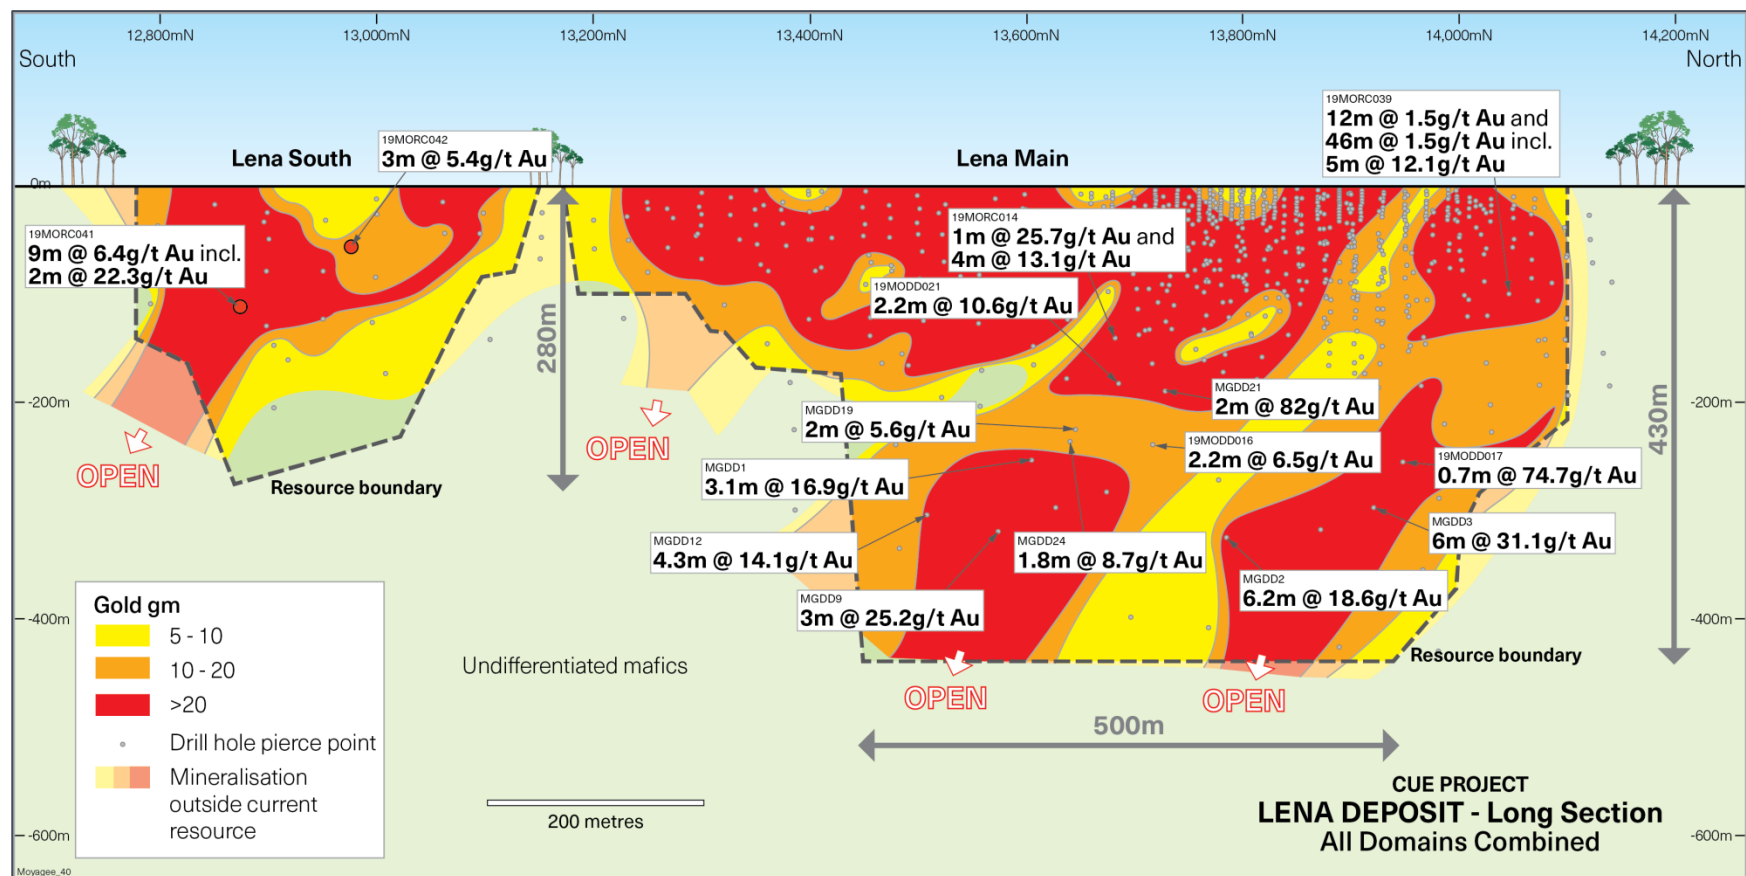 12,800mN
13,000mN
13,200mN
13,400mN
13,600mN
13,800mN
14,000mN
14,200mN
South
North
19MORC039
12m @ 1.5g/t Au and
46m @ 1.5g/t Au incl.
5m @ 12.1g/t Au
19MORC042
3m @ 5.4g/t Au
Lena South
Lena Main
0m
19MORC041
9m @ 6.4g/t Au incl.
2m @ 22.3g/t Au
19MORC014
1m @ 25.7g/t Au and
4m @ 13.1g/t Au
19MODD021
2.2m @ 10.6g/t Au
280m
430m
MGDD21
2m @ 82g/t Au
-200m
-200m
MGDD19
2m @ 5.6g/t Au
19MODD016
2.2m @ 6.5g/t Au
OPEN
OPEN
MGDD1
3.1m @ 16.9g/t Au
19MODD017
0.7m @ 74.7g/t Au
Resource boundary
MGDD3
6m @ 31.1g/t Au
MGDD12
4.3m @ 14.1g/t Au
MGDD24
1.8m @ 8.7g/t Au
MGDD2
6.2m @ 18.6g/t Au
MGDD9
3m @ 25.2g/t Au
Gold gm
5 - 10
10 - 20
>20
Drill hole pierce point
Mineralisation
outside current
resource
-400m
-400m
Undifferentiated mafics
Resource boundary
OPEN
OPEN
500m
200 metres
CUE PROJECT
LENA DEPOSIT - Long Section
All Domains Combined
-600m
-600m
Moyagee_40